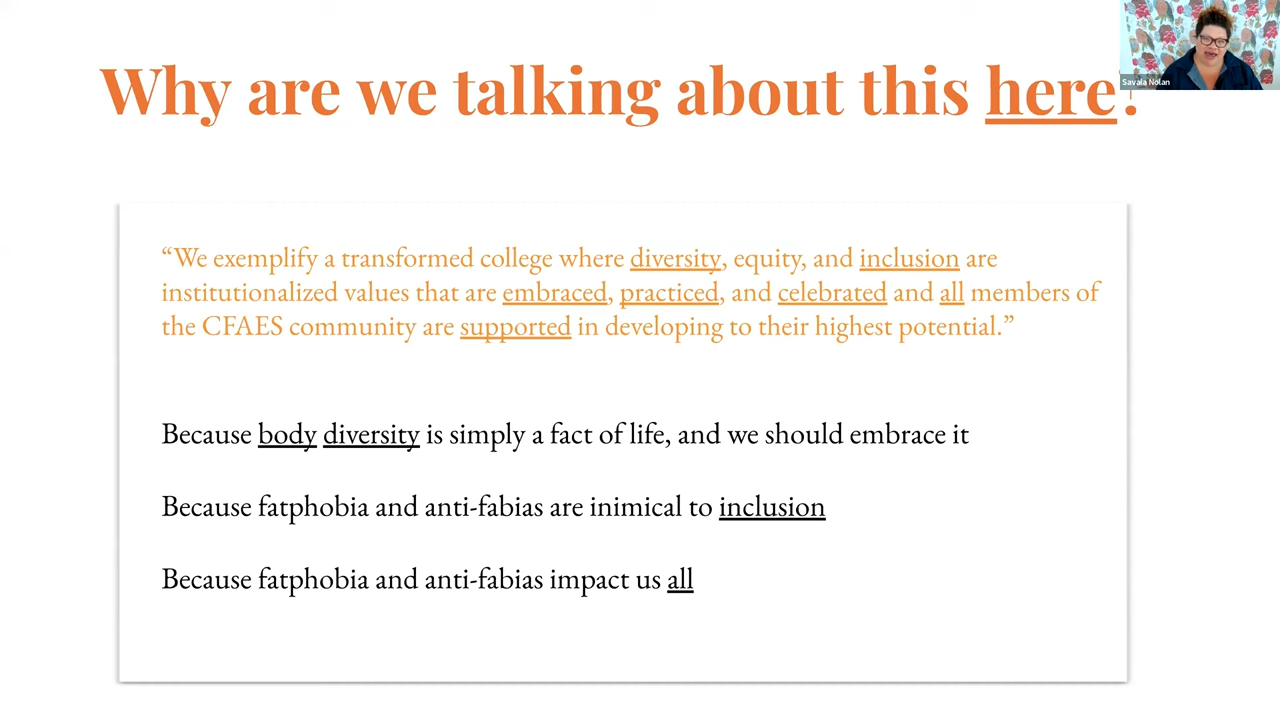 Why are we talking about this here?
Savala Nolan
“We exemplify a transformed college where diversity, equity, and inclusion are
institutionalized values that are embraced, practiced, and celebrated and all members of
the CFAES community are supported in developing to their highest potential.”
Because body diversity is simply a fact of life, and we should embrace it
Because fatphobia and anti-fabias are inimical to inclusion
Because fatphobia and anti-fabias impact us all